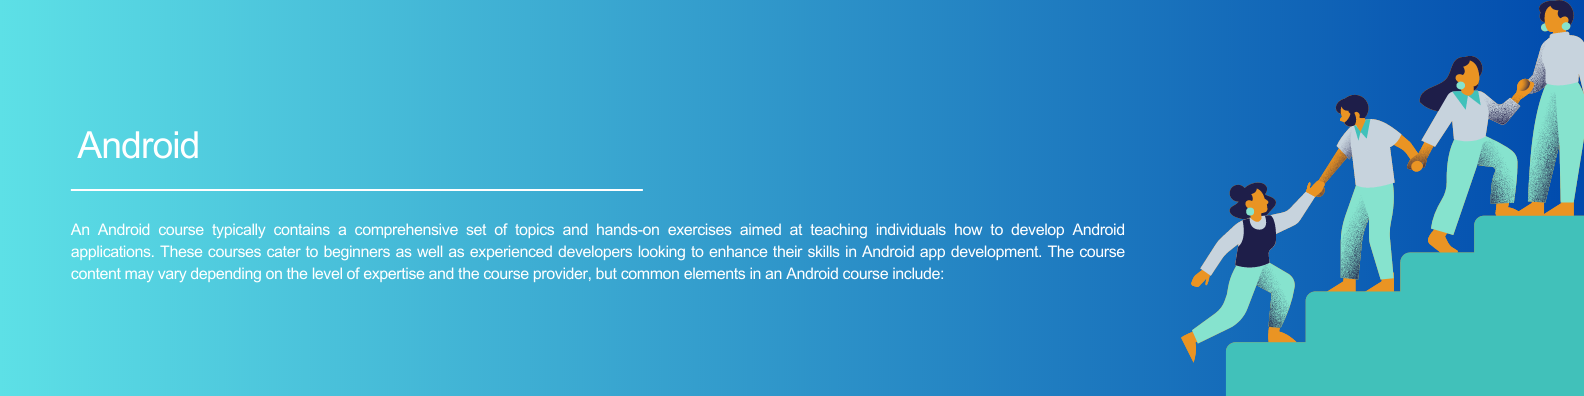 Android
An Android course typically contains a comprehensive set of topics and hands-on exercises aimed at teaching individuals how to develop Android
applications. These courses cater to beginners as well as experienced developers looking to enhance their skills in Android app development. The course
content may vary depending on the level of expertise and the course provider, but common elements in an Android course include: